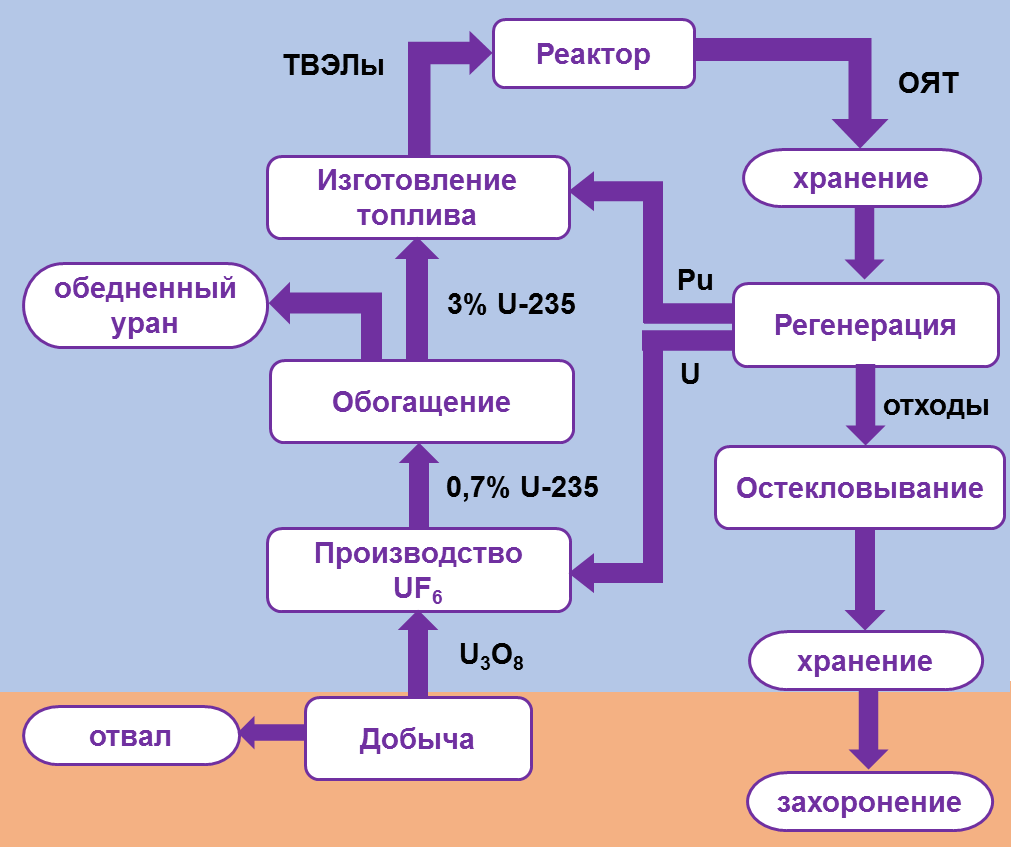 ТВЭЛы
Реактор
ОЯТ
Изготовление
топлива
хранение
обедненный
уран
3% U-235
Pu
Регенерация
U
Обогащение
отходы
0,7% U-235
Остекловывание
Производство
UF₆
U₃O₈
хранение
отвал
Добыча
захоронение